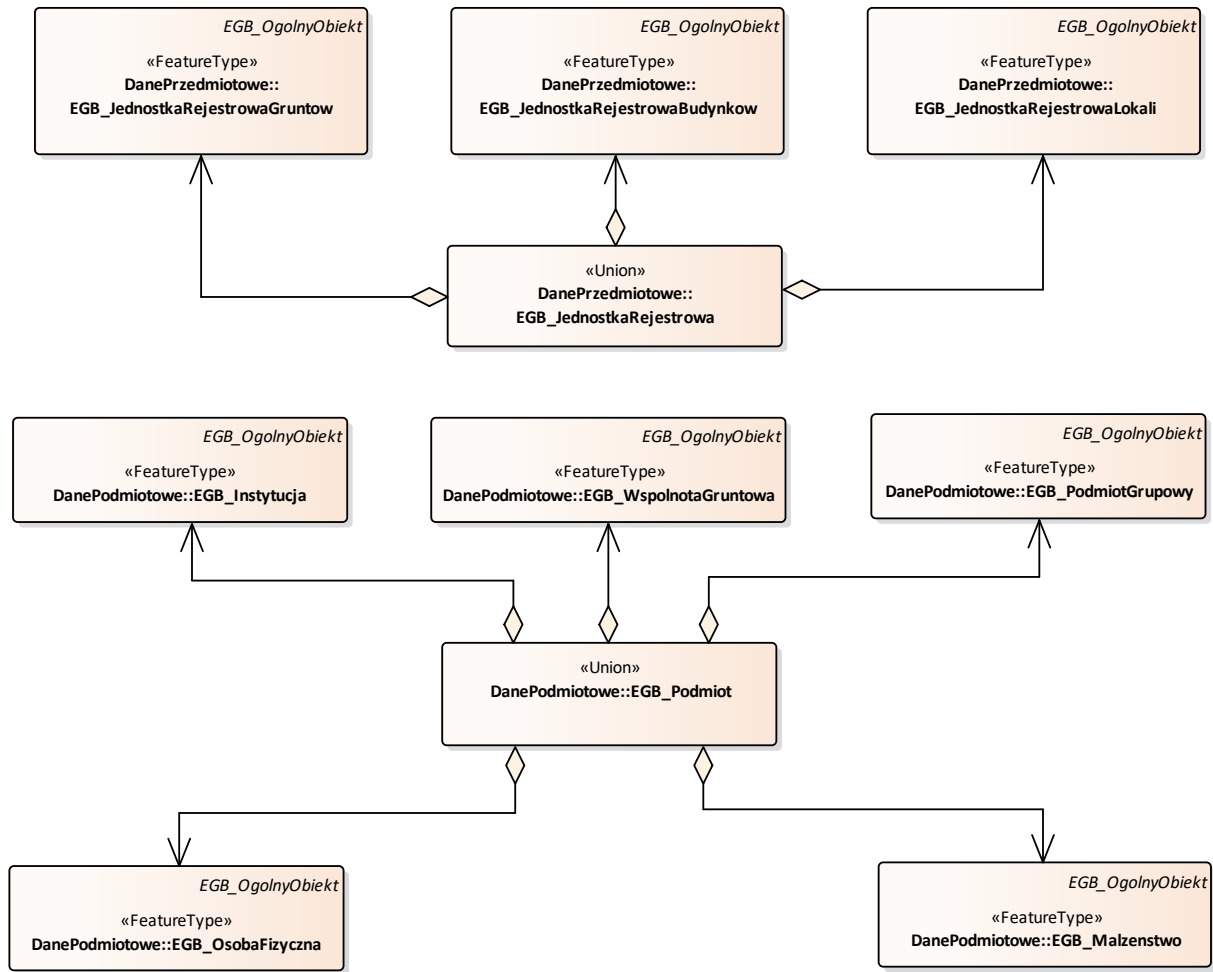 EGB_OgolnyObiekt
«FeatureType»
DanePrzedmiotowe::
EGB_JednostkaRejestrowaGruntow
EGB_OgolnyObiekt
«FeatureType»
DanePrzedmiotowe::
EGB_JednostkaRejestrowaBudynkow
EGB_OgolnyObiekt
«FeatureType»
DanePrzedmiotowe::
EGB_JednostkaRejestrowaLokali
«Union»
DanePrzedmiotowe::
EGB_JednostkaRejestrowa
EGB_OgolnyObiekt
«FeatureType»
DanePodmiotowe::EGB_Instytucja
EGB_OgolnyObiekt
«FeatureType»
DanePodmiotowe::EGB_WspolnotaGruntowa
EGB_OgolnyObiekt
«FeatureType»
DanePodmiotowe::EGB_PodmiotGrupowy
«Union»
DanePodmiotowe::EGB_Podmiot
EGB_OgolnyObiekt
«FeatureType»
DanePodmiotowe::EGB_OsobaFizyczna
EGB_OgolnyObiekt
«FeatureType»
DanePodmiotowe::EGB_Malzenstwo